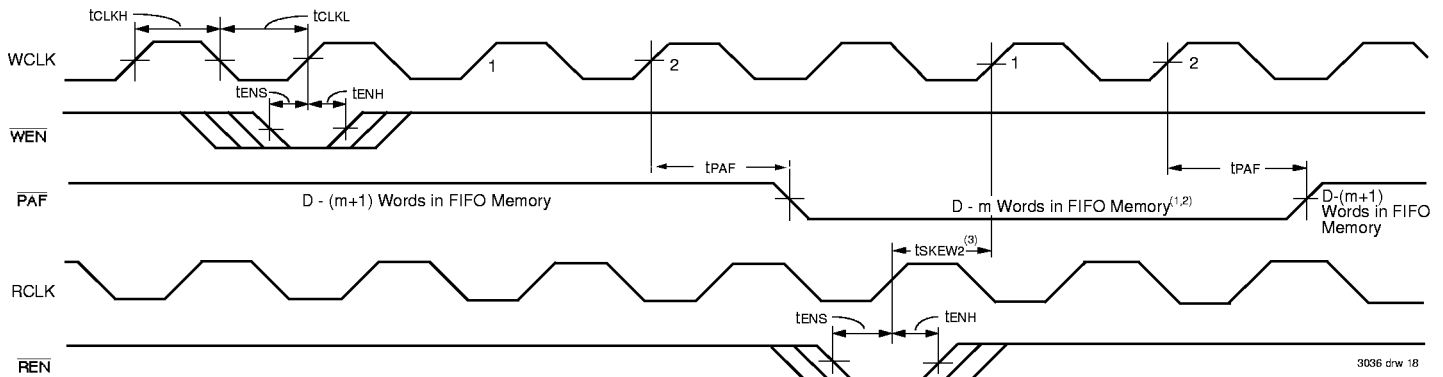 tCLKH tCLKL
WCLK 1 2 1 2
tENS tENH
WEN
tPAF tPAF
PAF D - (m+1) Words in FIFO Memory D - m Words in FIFO Memory(1,2) D-(m+1)
Words in FIFO
Memory
tSKEW2(3)
RCLK
tENS tENH
REN
3036 drw 18